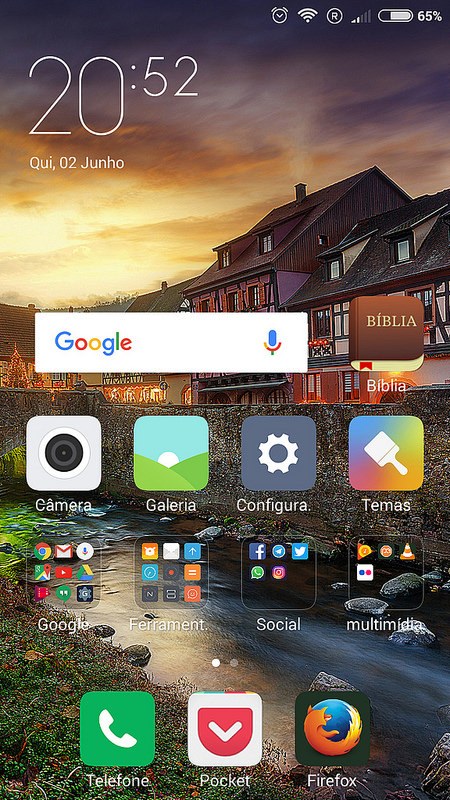 R 65%
20:52
Qui, 02 Junho
Google
BÍBLIA
Bíblia
Câmera Galeria Configura. Temas
Google Ferrament. Social multimídia
Telefone Pocket Firefox